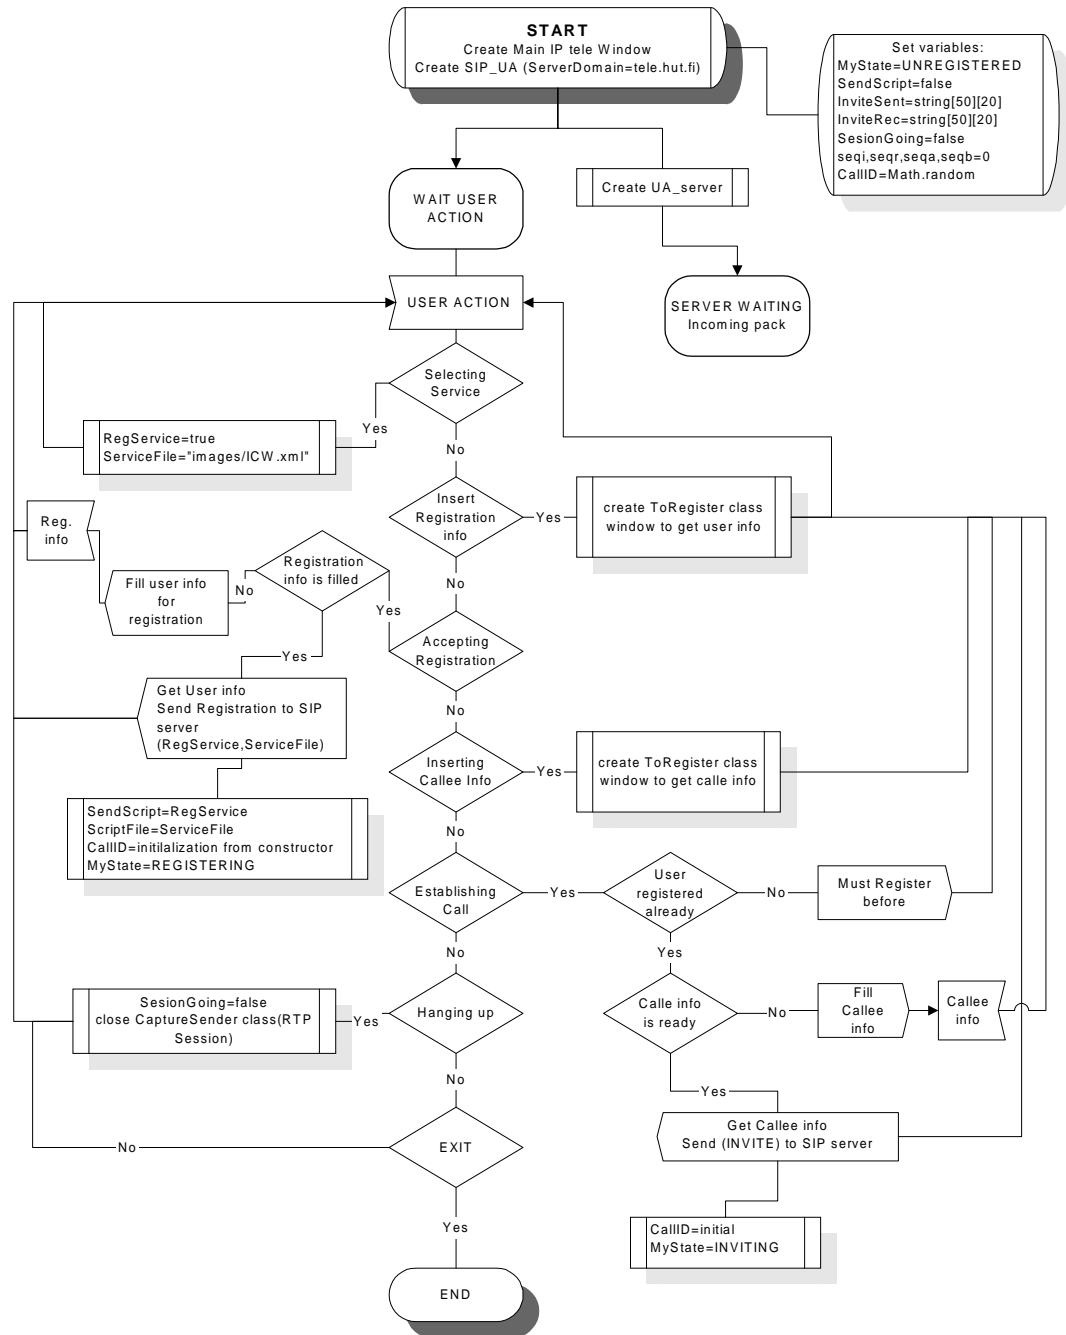 START
Create Main IP tele Window
Create SIP_UA (ServerDomain=tele.hut.fi)
Set variables:
MyState=UNREGISTERED
SendScript=false
InviteSent=string[50][20]
InviteRec=string[50][20]
SesionGoing=false
seqi,seqr,seqa,seqb=0
CallID=Math.random
WAIT USER
ACTION
Create UA_server
USER ACTION
SERVER WAITING
Incoming pack
Selecting
Service
Yes
RegService=true
ServiceFile="images/ICW.xml"
No
Insert
Registration
info
Yes
create ToRegister class
window to get user info
Reg.
info
Registration
info is filled
No
Fill user info
for
registration
No
Yes
Accepting
Registration
Yes
Get User info
Send Registration to SIP
server
(RegService,ServiceFile)
No
Inserting
Callee Info
Yes
create ToRegister class
window to get calle info
SendScript=RegService
ScriptFile=ServiceFile
CallID=initilalization from constructor
MyState=REGISTERING
No
Establishing
Call
Yes
User
registered
already
No
Must Register
before
No
Yes
SesionGoing=false
close CaptureSender class(RTP
Session)
Yes
Hanging up
Calle info
is ready
No
Fill
Callee
info
Callee
info
No
Yes
No
EXIT
Get Callee info
Send (INVITE) to SIP server
Yes
CallID=initial
MyState=INVITING
END